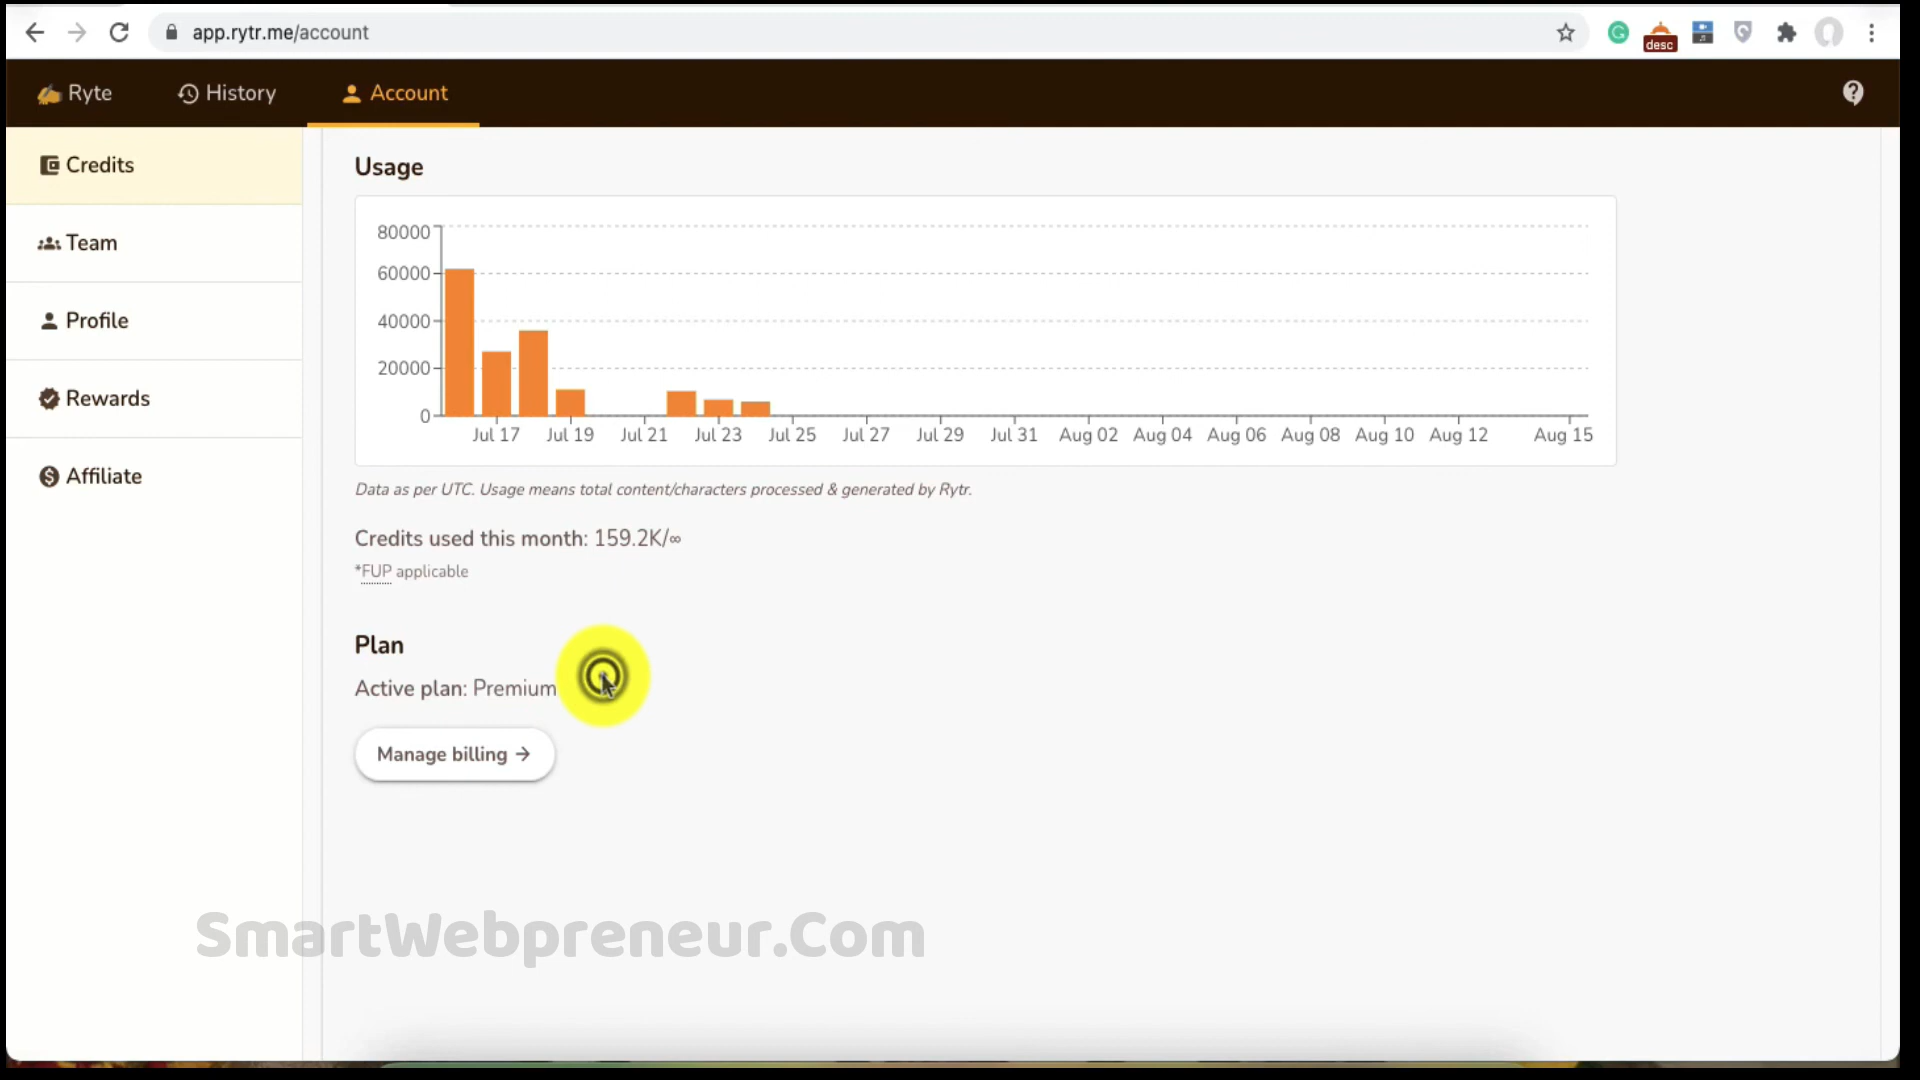 app.rytr.me/account
desc
Ryte
History
Account
Credits
Team
Profile
Rewards
Affiliate
Usage
80000
60000
40000
20000
0
Jul 17 Jul 19 Jul 21 Jul 23 Jul 25 Jul 27 Jul 29 Jul 31 Aug 02 Aug 04 Aug 06 Aug 08 Aug 10 Aug 12 Aug 15
Data as per UTC. Usage means total content/characters processed & generated by Rytr.
Credits used this month: 159.2K/∞
*FUP applicable
Plan
Active plan: Premium
Manage billing →
SmartWebpreneur.Com